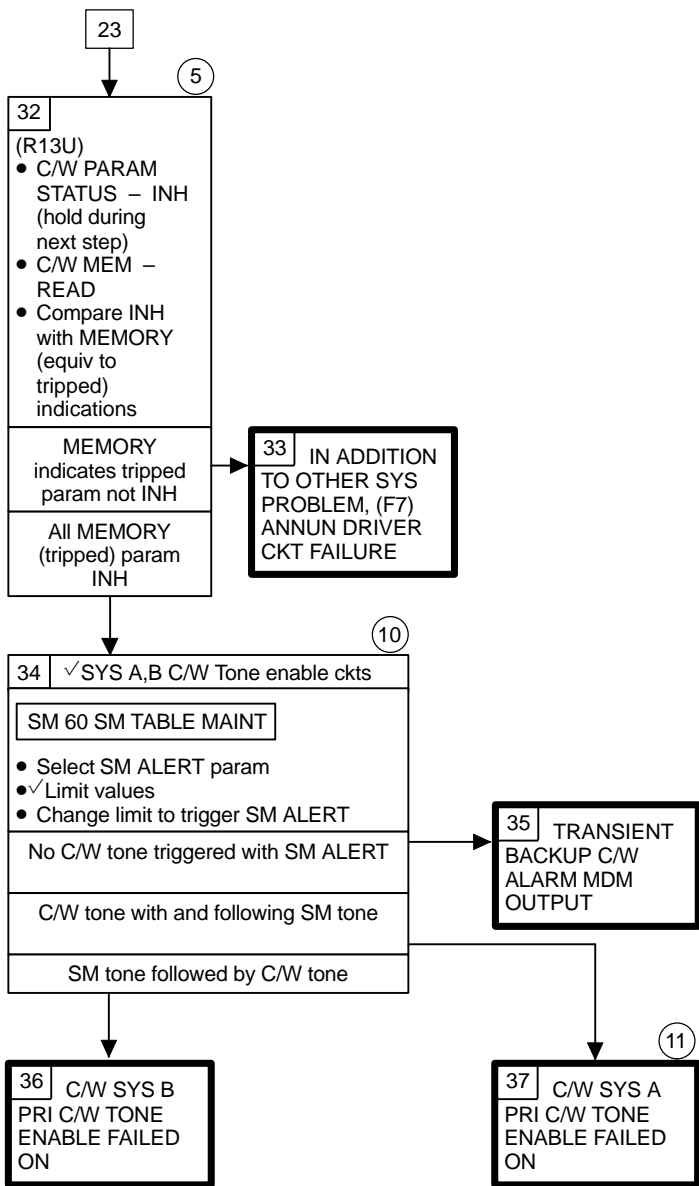 23
5
32
(R13U)
● C/W PARAM
STATUS – INH
(hold during
next step)
● C/W MEM –
READ
● Compare INH
with MEMORY
(equiv to
tripped)
indications
MEMORY
indicates tripped
param not INH
33 IN ADDITION
TO OTHER SYS
PROBLEM, (F7)
ANNUN DRIVER
CKT FAILURE
All MEMORY
(tripped) param
INH
10
34 √SYS A,B C/W Tone enable ckts
SM 60 SM TABLE MAINT
● Select SM ALERT param
●√Limit values
● Change limit to trigger SM ALERT
No C/W tone triggered with SM ALERT
35 TRANSIENT
BACKUP C/W
ALARM MDM
OUTPUT
C/W tone with and following SM tone
SM tone followed by C/W tone
36 C/W SYS B
PRI C/W TONE
ENABLE FAILED
ON
11
37 C/W SYS A
PRI C/W TONE
ENABLE FAILED
ON